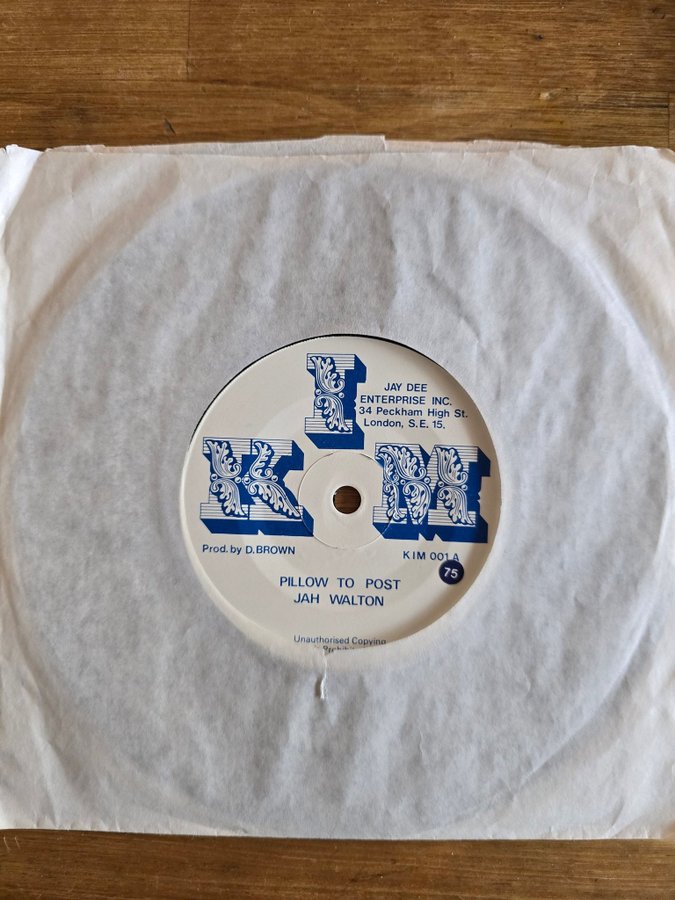 KIM
JAY DEE
ENTERPRISE INC.
34 Peckham High St.
London, S.E. 15.
Prod. by D. BROWN
KIM 001 A
75
PILLOW TO POST
JAH WALTON
Unauthorised Copying